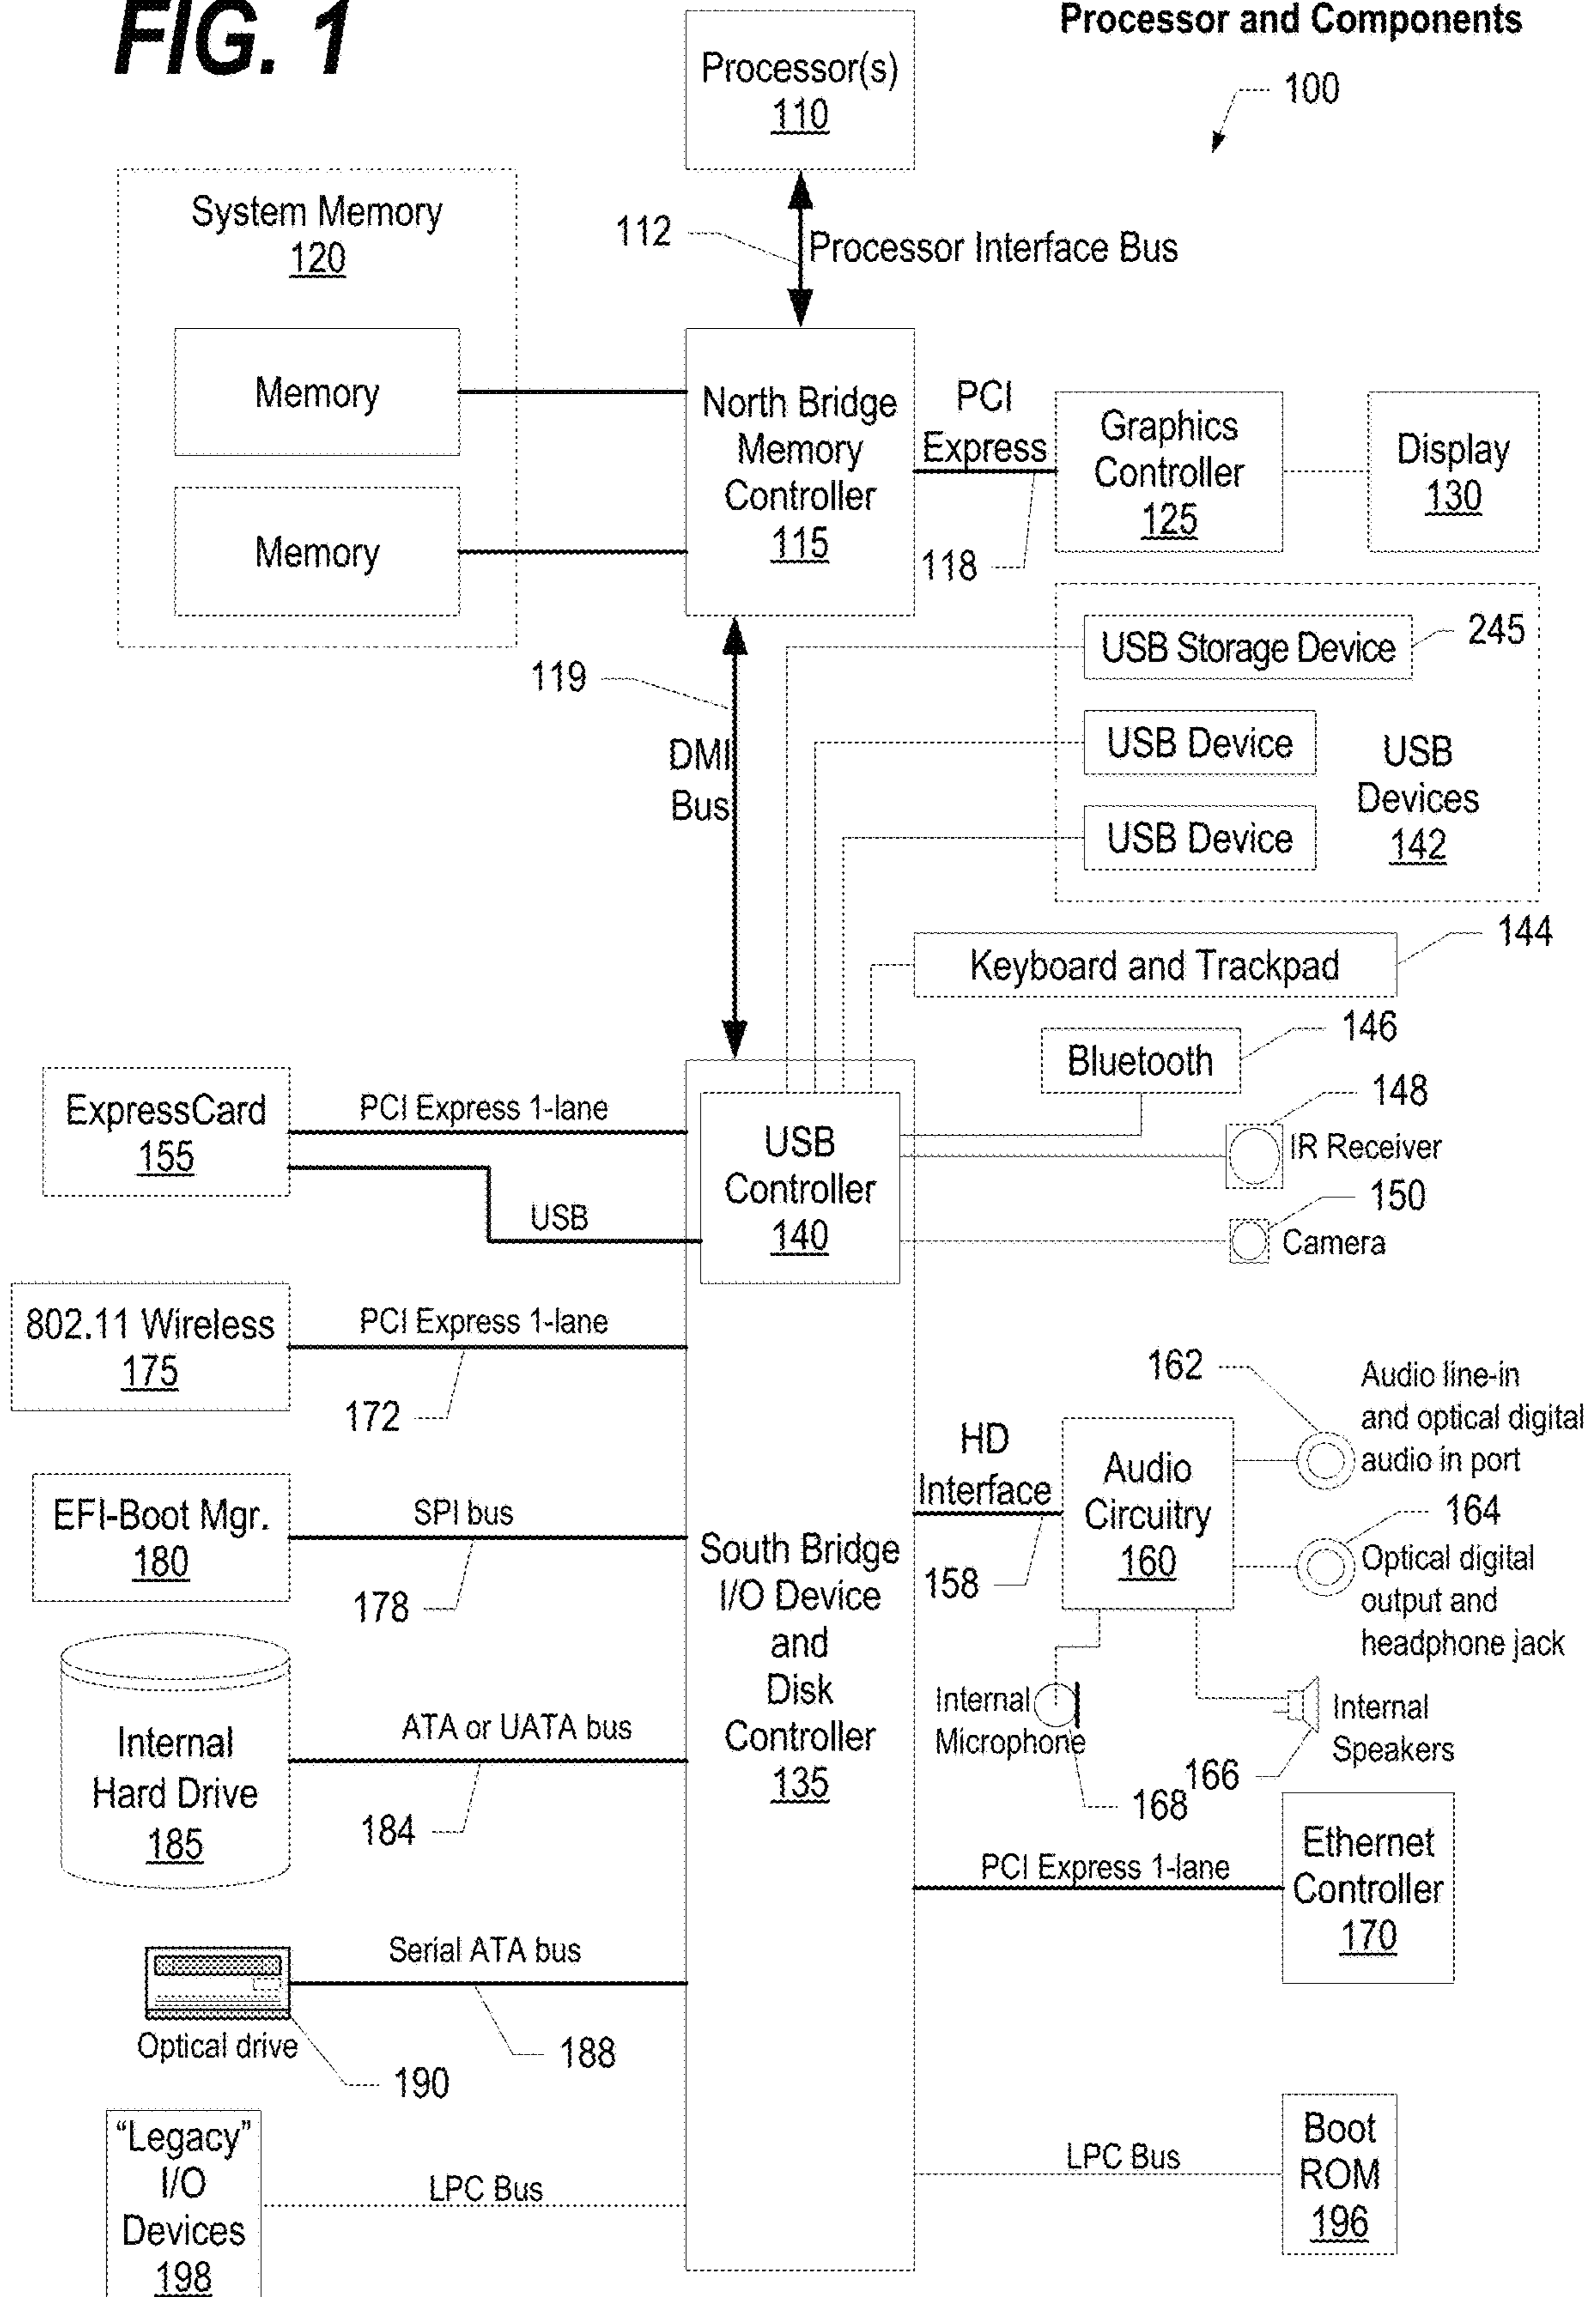 FIG. 1
Processor and Components
100
Processor(s)
110
System Memory
120
112
Processor Interface Bus
Memory
Memory
North Bridge
Memory
Controller
115
PCI
Express
118
Graphics
Controller
125
Display
130
119
DMI
Bus
USB Storage Device
245
USB Device
USB Device
USB
Devices
142
Keyboard and Trackpad
144
Bluetooth
146
148
IR Receiver
150
Camera
ExpressCard
155
PCI Express 1-lane
USB
USB
Controller
140
802.11 Wireless
175
PCI Express 1-lane
172
162
Audio line-in
and optical digital
audio in port
HD
Interface
158
Audio
Circuitry
160
164
Optical digital
output and
headphone jack
EFI-Boot Mgr.
180
SPI bus
178
South Bridge
I/O Device
and
Disk
Controller
135
Internal
Microphone
168
166
Internal
Speakers
Internal
Hard Drive
185
ATA or UATA bus
184
PCI Express 1-lane
Ethernet
Controller
170
Serial ATA bus
188
Optical drive
190
"Legacy"
I/O
Devices
198
LPC Bus
LPC Bus
Boot
ROM
196